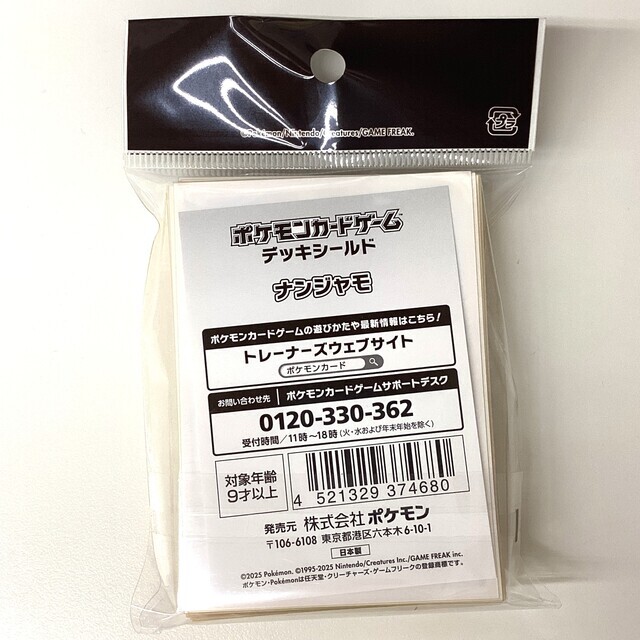 ©Pokémon/Nintendo/Creatures/GAME FREAK.
プラ
ポケモンカードゲーム
デッキシールド
ナンジャモ
ポケモンカードゲームの遊びかたや最新情報はこちら!
トレーナーズウェブサイト
ポケモンカード
お問い合わせ先 ポケモンカードゲームサポートデスク
0120-330-362
受付時間/11時~18時(火・水および年末年始を除く)
対象年齢
9才以上
4 521329 374680
発売元 株式会社ポケモン
〒106-6108 東京都港区六本木6-10-1
日本製
©2025 Pokémon. ©1995-2025 Nintendo/Creatures Inc./GAME FREAK inc.
ポケモン・Pokémonは任天堂・クリーチャーズ・ゲームフリークの登録商標です。